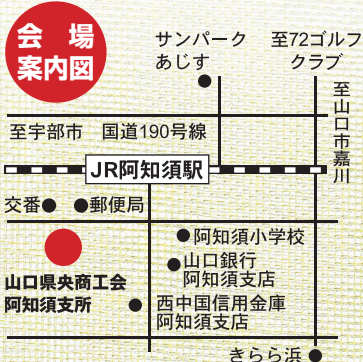 会場
案内図
サンパーク
あじす
至72ゴルフ
クラブ
至山口市嘉川
至宇部市　国道190号線
JR阿知須駅
交番●　●郵便局
●阿知須小学校
●山口銀行
阿知須支店
山口県央商工会
阿知須支所
西中国信用金庫
阿知須支店
きらら浜